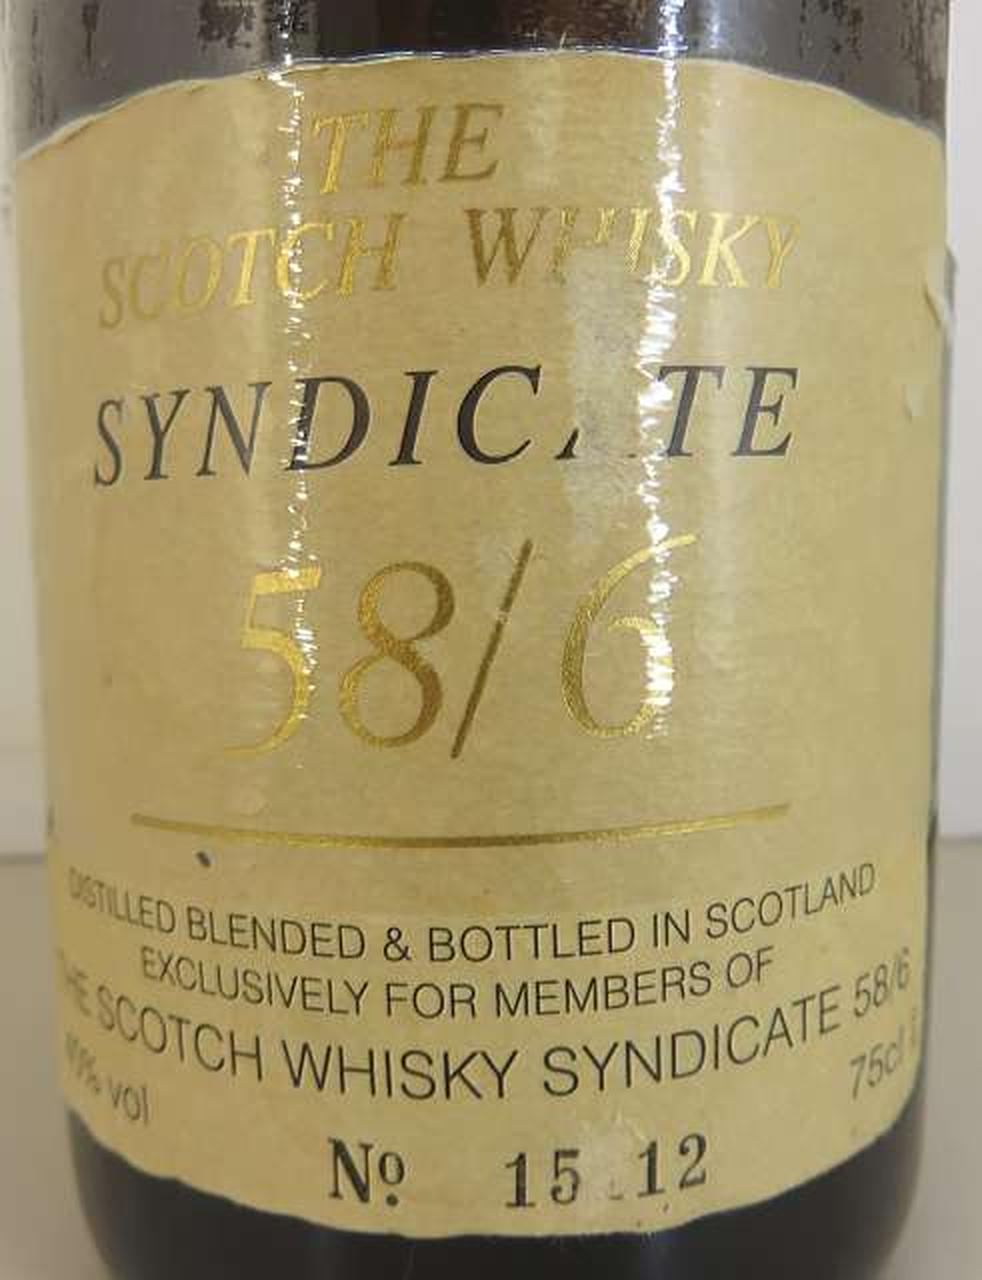 THE
SCOTCH WHISKY
SYNDICATE
58/6
DISTILLED BLENDED & BOTTLED IN SCOTLAND
EXCLUSIVELY FOR MEMBERS OF
THE SCOTCH WHISKY SYNDICATE 58/6
40% vol
75cl
Nº